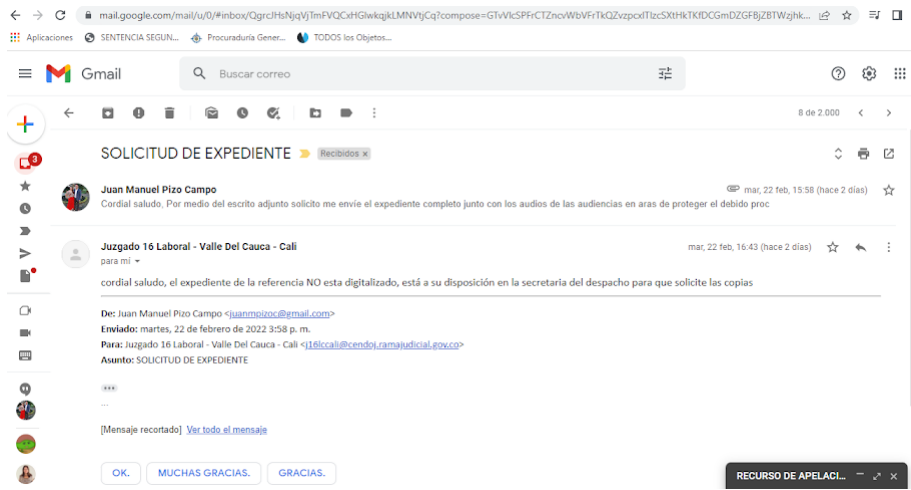 mail.google.com/mail/u/0/#inbox/QgrcJHsNjqVjTmFVQCxHGlwkqjkLMNVtjCq?compose=GTvVlcSPFrCTZncvWbVFrTkQZvzpcxlTlzcSXtHkTKfDCGmDZGFBjZBTWzjhk...
Aplicaciones SENTENCIA SEGUN... Procuraduría Gener... TODOS los Objetos...
Gmail Buscar correo
8 de 2.000
SOLICITUD DE EXPEDIENTE Recibidos x
3
Juan Manuel Pizo Campo mar, 22 feb, 15:58 (hace 2 días)
Cordial saludo, Por medio del escrito adjunto solicito me envíe el expediente completo junto con los audios de las audiencias en aras de proteger el debido proc
Juzgado 16 Laboral - Valle Del Cauca - Cali mar, 22 feb, 16:43 (hace 2 días)
para mí
cordial saludo, el expediente de la referencia NO esta digitalizado, está a su disposición en la secretaria del despacho para que solicite las copias
De: Juan Manuel Pizo Campo <juanmpizoc@gmail.com>
Enviado: martes, 22 de febrero de 2022 3:58 p. m.
Para: Juzgado 16 Laboral - Valle Del Cauca - Cali <j16lccali@cendoj.ramajudicial.gov.co>
Asunto: SOLICITUD DE EXPEDIENTE
...
[Mensaje recortado] Ver todo el mensaje
OK. MUCHAS GRACIAS. GRACIAS.
RECURSO DE APELACI...